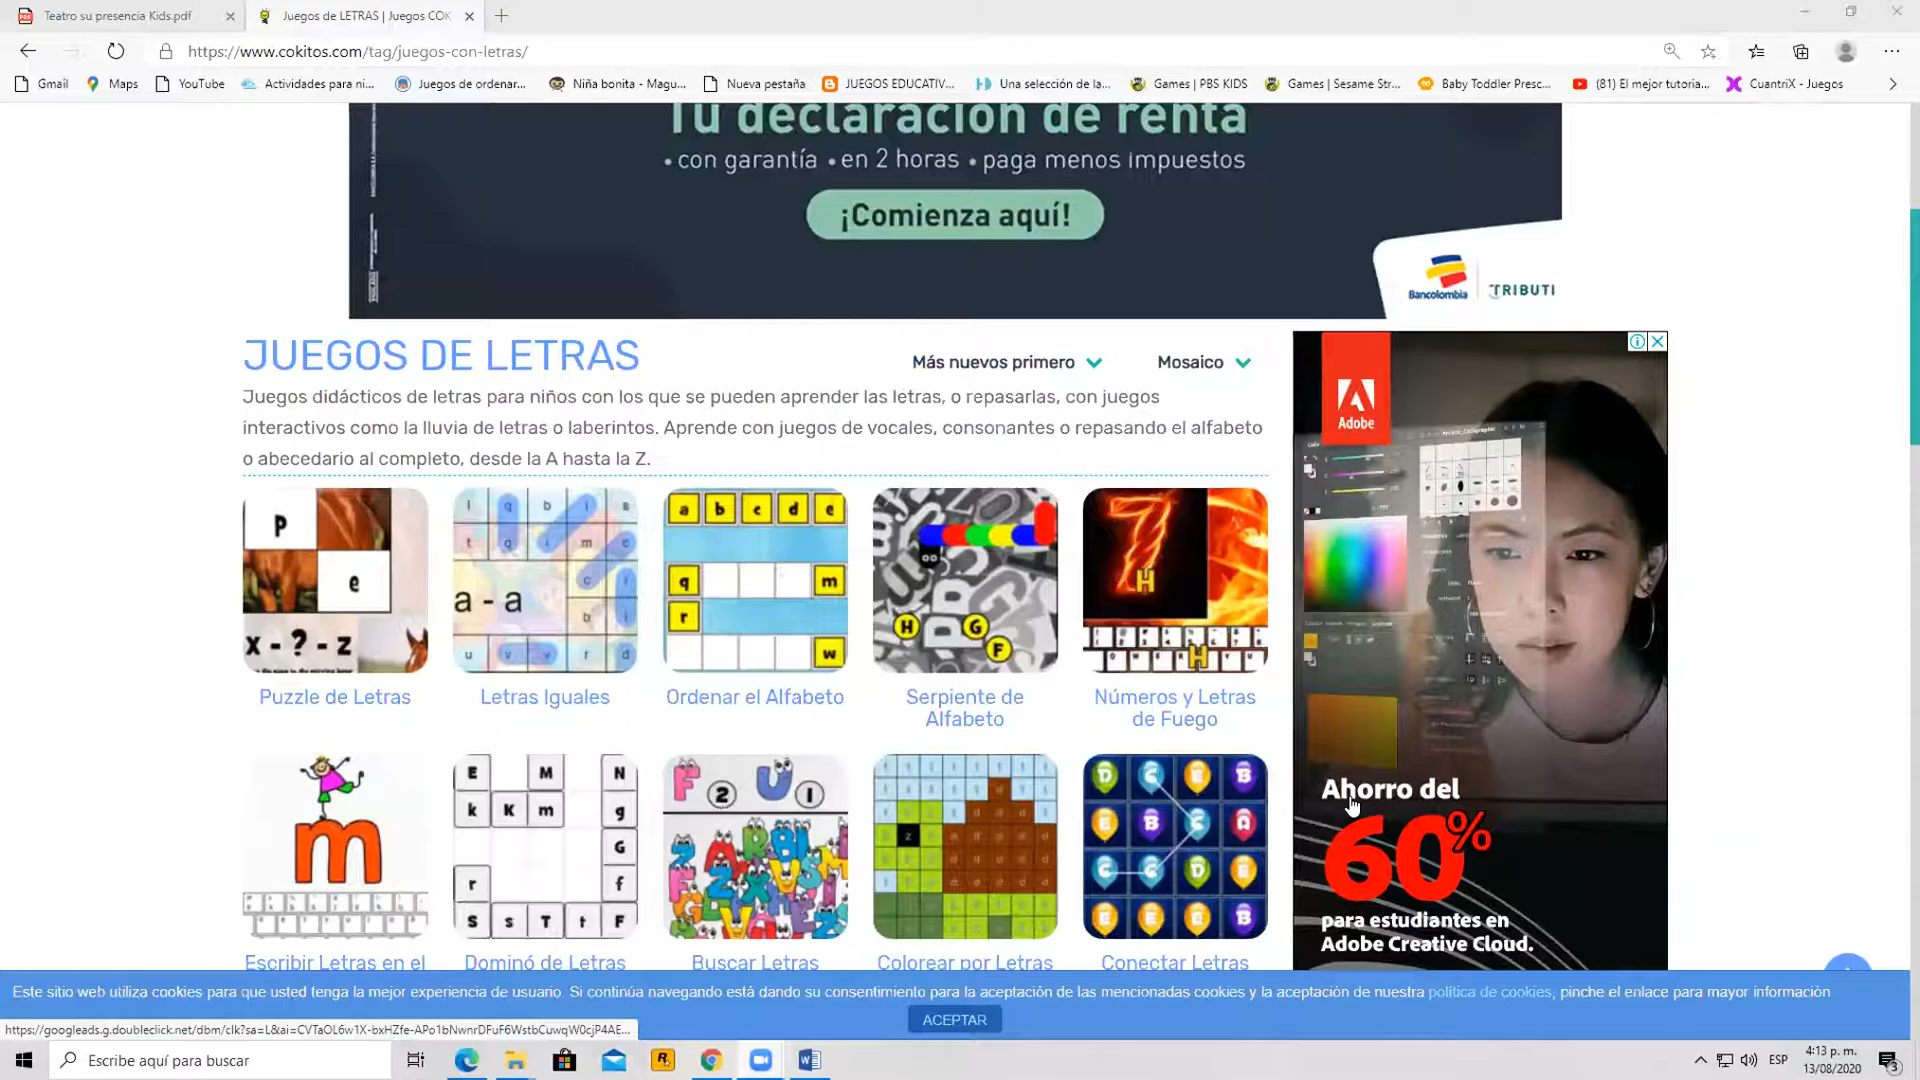 Teatro su presencia Kids.pdf
Juegos de LETRAS | Juegos COK
https://www.cokitos.com/tag/juegos-con-letras/
Gmail
Maps
YouTube
Actividades para ni...
Juegos de ordenar...
Niña bonita - Magu...
Nueva pestaña
JUEGOS EDUCATIV...
Una selección de la...
Games | PBS KIDS
Games | Sesame Str...
Baby Toddler Presc...
(81) El mejor tutoria...
CuantriX - Juegos
Tu declaración de renta
• con garantía • en 2 horas • paga menos impuestos
¡Comienza aquí!
Bancolombia
TRIBUTI
JUEGOS DE LETRAS
Más nuevos primero
Mosaico
Juegos didácticos de letras para niños con los que se pueden aprender las letras, o repasarlas, con juegos
interactivos como la lluvia de letras o laberintos. Aprende con juegos de vocales, consonantes o repasando el alfabeto
o abecedario al completo, desde la A hasta la Z.
p
e
x - ? - z
a - a
a b c d e
q m
r
w
H G
F
7
H
H
Puzzle de Letras
Letras Iguales
Ordenar el Alfabeto
Serpiente de
Alfabeto
Números y Letras
de Fuego
m
E M N
k K m g
G
r f
S s T t F
F 2 U 1
D C E B
E B C A
C C D E
E E E B
Escribir Letras en el
Dominó de Letras
Buscar Letras
Colorear por Letras
Conectar Letras
Adobe
Ahorro del
60%
para estudiantes en
Adobe Creative Cloud.
Este sitio web utiliza cookies para que usted tenga la mejor experiencia de usuario. Si continúa navegando está dando su consentimiento para la aceptación de las mencionadas cookies y la aceptación de nuestra política de cookies, pinche el enlace para mayor información
ACEPTAR
Escribe aquí para buscar
ESP
4:13 p. m.
13/08/2020
3